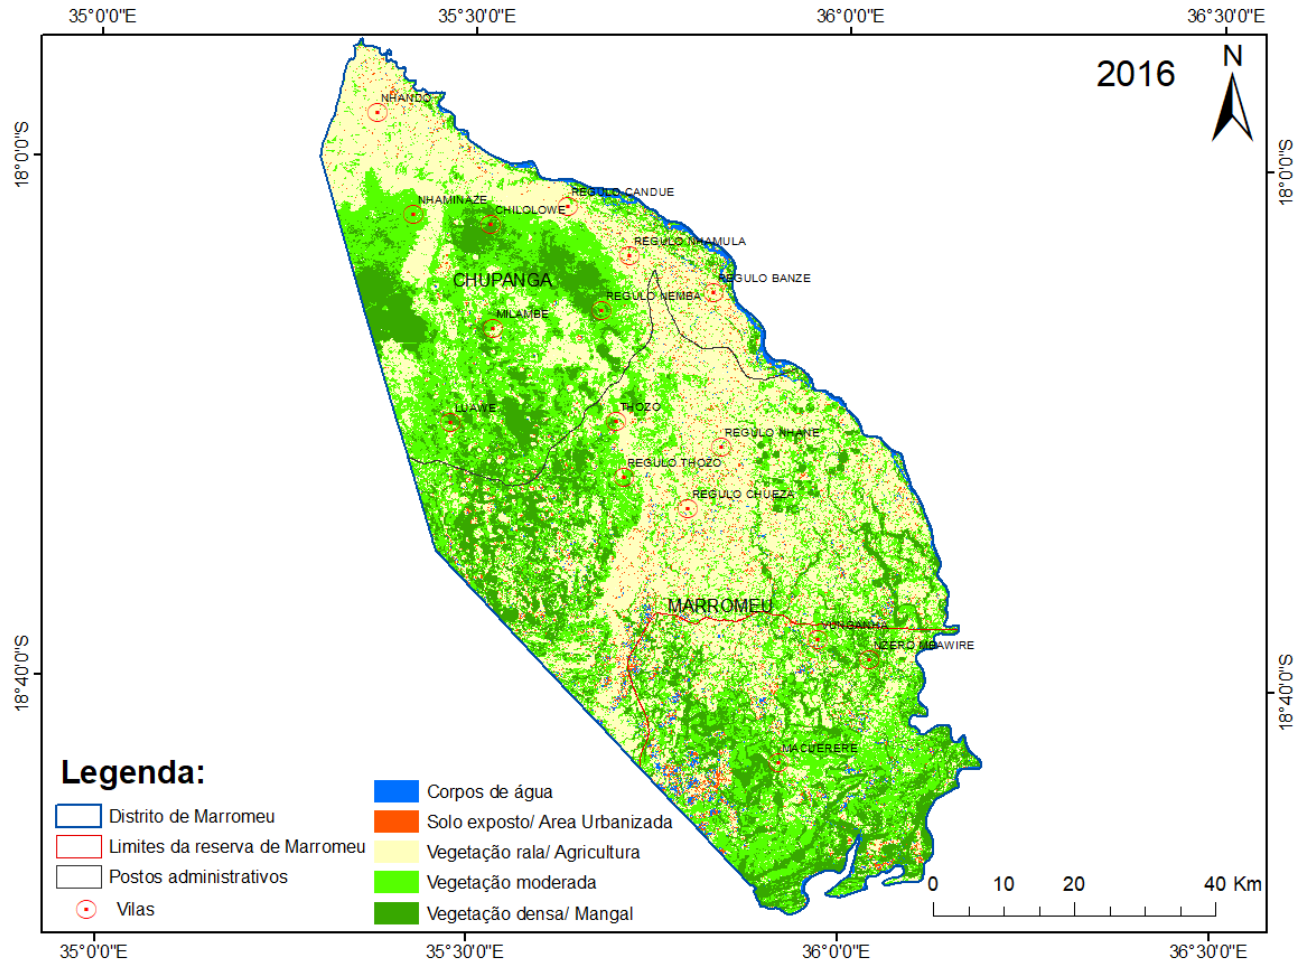 35°0'0"E 35°30'0"E 36°0'0"E 36°30'0"E
2016
N
18°0'0"S
18°0'0"S
NHANDO
REGULO CANDUE
NHAMINAZE
CHILOLOWE
REGULO NHAMULA
CHUPANGA
REGULO BANZE
REGULO NEMBA
MILAMBE
LUAWE
THOZO
REGULO NHANE
REGULO THOZO
REGULO CHUEZA
MARROMEU
VUNGANHA
NZERO MBAWIRE
18°40'0"S
18°40'0"S
MACUERERE
Legenda:
Distrito de Marromeu
Limites da reserva de Marromeu
Postos administrativos
Vilas
Corpos de água
Solo exposto/ Area Urbanizada
Vegetação rala/ Agricultura
Vegetação moderada
Vegetação densa/ Mangal
0 10 20 40 Km
35°0'0"E 35°30'0"E 36°0'0"E 36°30'0"E